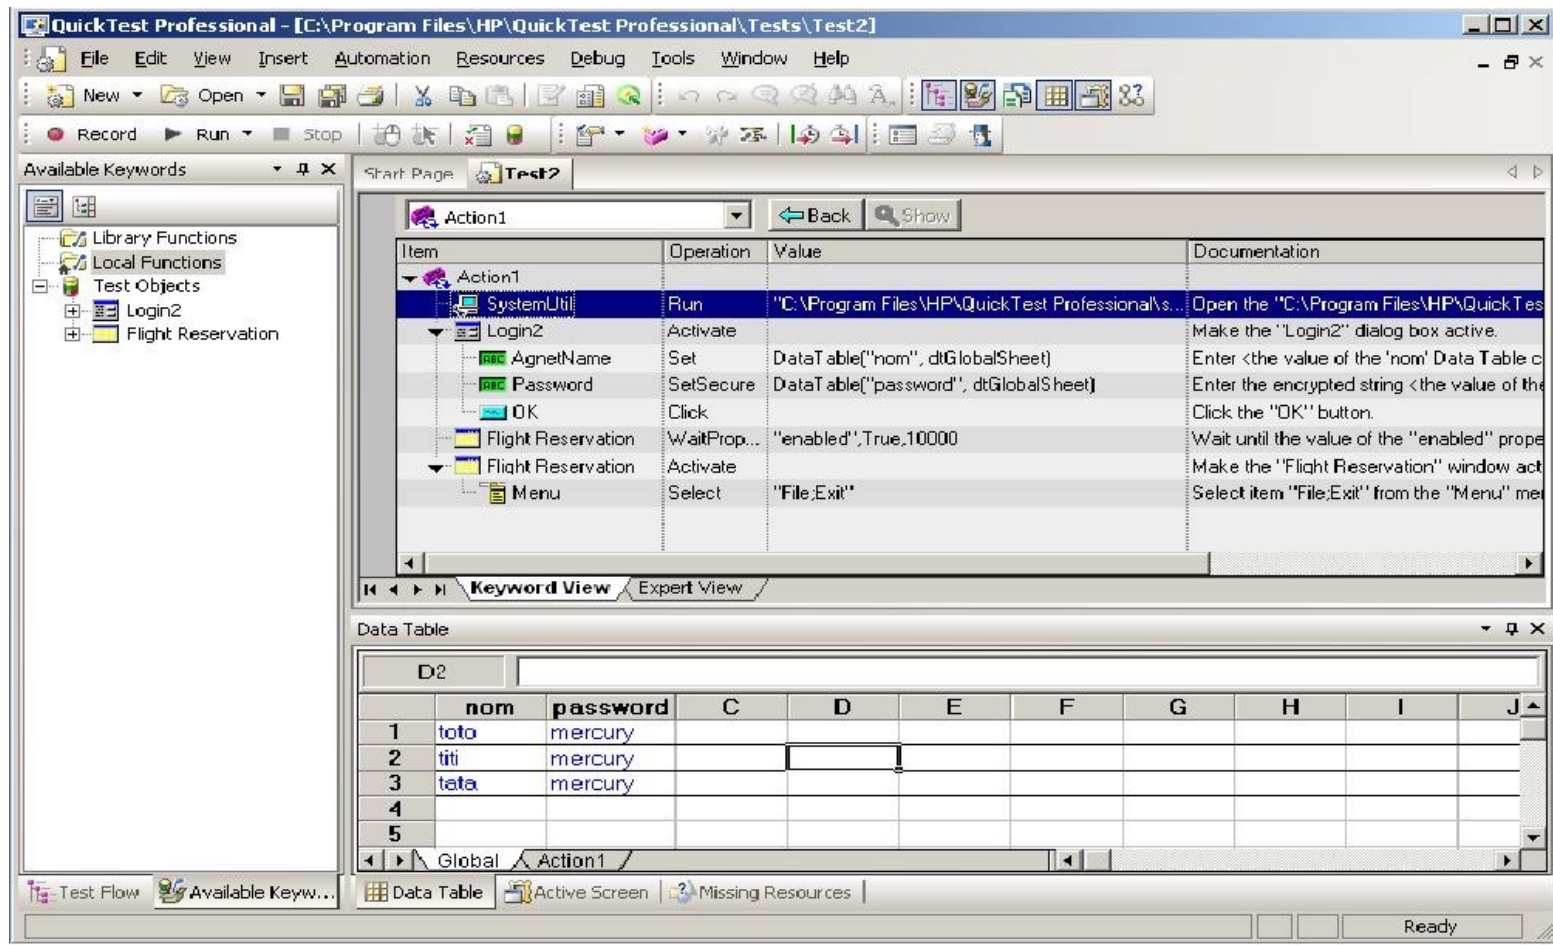 QuickTest Professional - [C:\Program Files\HP\QuickTest Professional\Tests\Test2]
File Edit View Insert Automation Resources Debug Tools Window Help
New Open
Record Run Stop
Available Keywords
Library Functions
Local Functions
Test Objects
Login2
Flight Reservation
Start Page Test2
Action1 Back Show
Item Operation Value Documentation
Action1
SystemUtil Run "C:\Program Files\HP\QuickTest Professional\s... Open the "C:\Program Files\HP\QuickTes
Login2 Activate Make the "Login2" dialog box active.
ABC AgnetName Set DataTable("nom", dtGlobalSheet) Enter <the value of the 'nom' Data Table c
ABC Password SetSecure DataTable("password", dtGlobalSheet) Enter the encrypted string <the value of the
OK Click Click the "OK" button.
Flight Reservation WaitProp... "enabled",True,10000 Wait until the value of the "enabled" prope
Flight Reservation Activate Make the "Flight Reservation" window act
Menu Select "File;Exit" Select item "File;Exit" from the "Menu" me
Keyword View Expert View
Data Table
D2
nom password C D E F G H I J
1 toto mercury
2 titi mercury
3 tata mercury
4
5
Global Action1
Test Flow Available Keyw... Data Table Active Screen Missing Resources
Ready